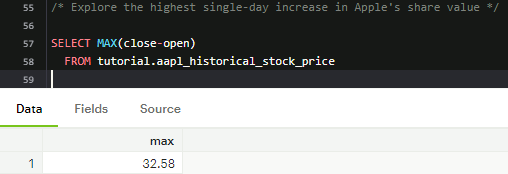 55 /* Explore the highest single-day increase in Apple's share value */
56
57 SELECT MAX(close-open)
58 FROM tutorial.aapl_historical_stock_price
59
Data Fields Source
max
1 32.58